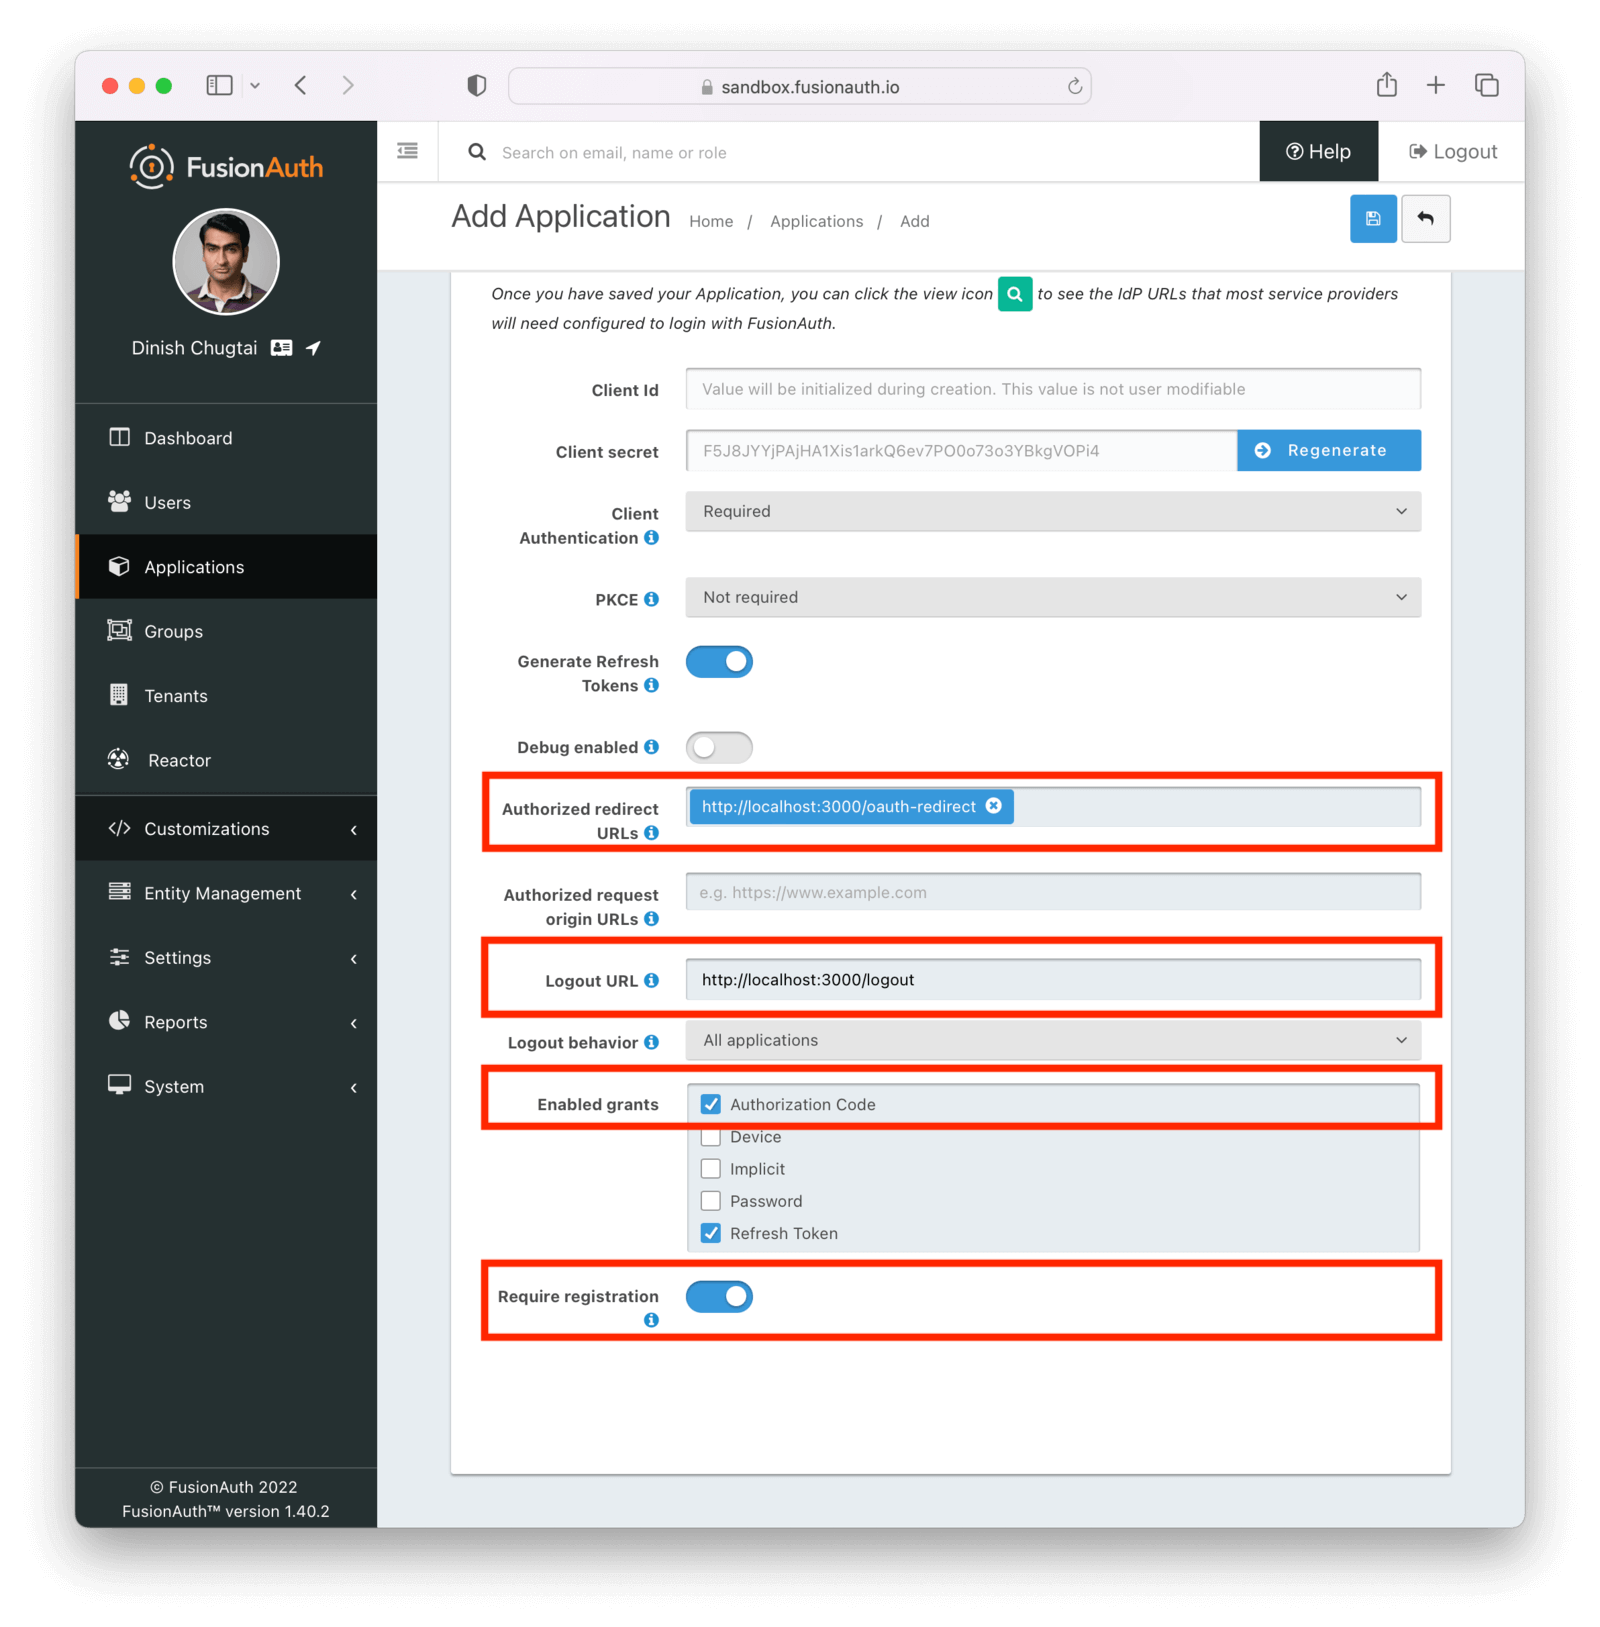 sandbox.fusionauth.io
FusionAuth
Dinish Chugtai
Dashboard
Users
Applications
Groups
Tenants
Reactor
Customizations
Entity Management
Settings
Reports
System
© FusionAuth 2022
FusionAuth™ version 1.40.2
Search on email, name or role
Help
Logout
Add Application
Home / Applications / Add
Once you have saved your Application, you can click the view icon to see the IdP URLs that most service providers
will need configured to login with FusionAuth.
Client Id
Value will be initialized during creation. This value is not user modifiable
Client secret
F5J8JYYjPAjHA1Xis1arkQ6ev7PO0o73o3YBkgVOPi4
Regenerate
Client
Authentication
Required
PKCE
Not required
Generate Refresh
Tokens
Debug enabled
Authorized redirect
URLs
http://localhost:3000/oauth-redirect
Authorized request
origin URLs
e.g. https://www.example.com
Logout URL
http://localhost:3000/logout
Logout behavior
All applications
Enabled grants
Authorization Code
Device
Implicit
Password
Refresh Token
Require registration